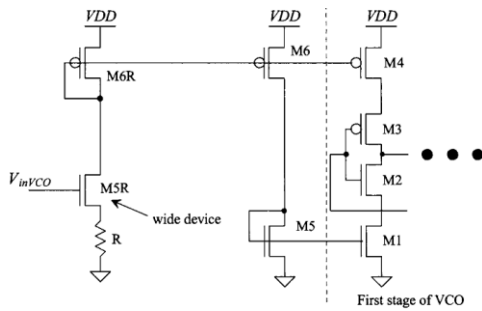 VDD
VDD
VDD
M6R
M6
M4
M3
VinVCO
M5R
M2
wide device
R
M5
M1
First stage of VCO